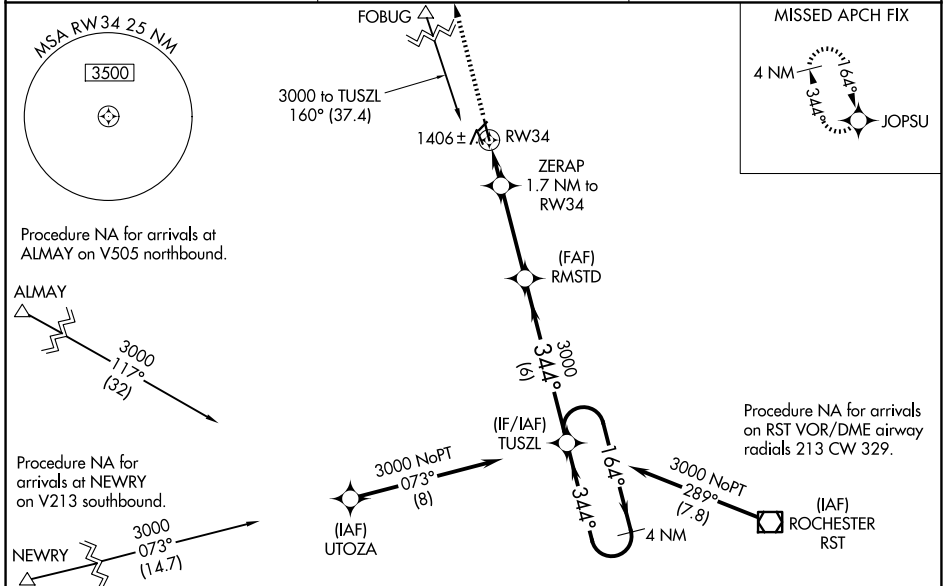 MSA RW34 25 NM
3500
FOBUG
3000 to TUSZL
160° (37.4)
1406 ±
RW34
ZERAP
1.7 NM to
RW34
MISSED APCH FIX
4 NM
344°
164°
JOPSU
Procedure NA for arrivals at
ALMAY on V505 northbound.
ALMAY
3000
117°
(32)
(FAF)
RMSTD
3000
344°
(6)
(IF/IAF)
TUSZL
164°
344°
4 NM
Procedure NA for arrivals
on RST VOR/DME airway
radials 213 CW 329.
3000 NoPT
289°
(7.8)
(IAF)
ROCHESTER
RST
3000 NoPT
073°
(8)
(IAF)
UTOZA
Procedure NA for
arrivals at NEWRY
on V213 southbound.
NEWRY
3000
073°
(14.7)